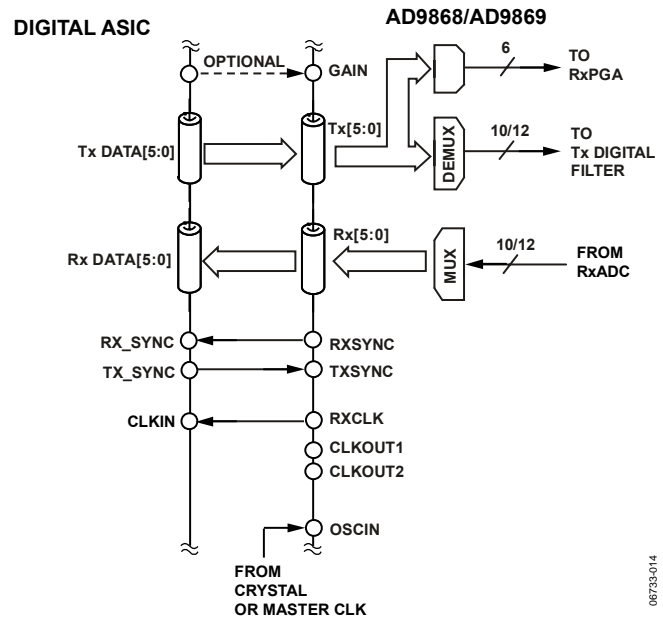 DIGITAL ASIC
AD9868/AD9869
OPTIONAL
GAIN
6
TO
RxPGA
Tx DATA[5:0]
Tx[5:0]
DEMUX
10/12
TO
Tx DIGITAL
FILTER
Rx DATA[5:0]
Rx[5:0]
MUX
10/12
FROM
RxADC
RX_SYNC
RXSYNC
TX_SYNC
TXSYNC
CLKIN
RXCLK
CLKOUT1
CLKOUT2
OSCIN
FROM
CRYSTAL
OR MASTER CLK
06733-014